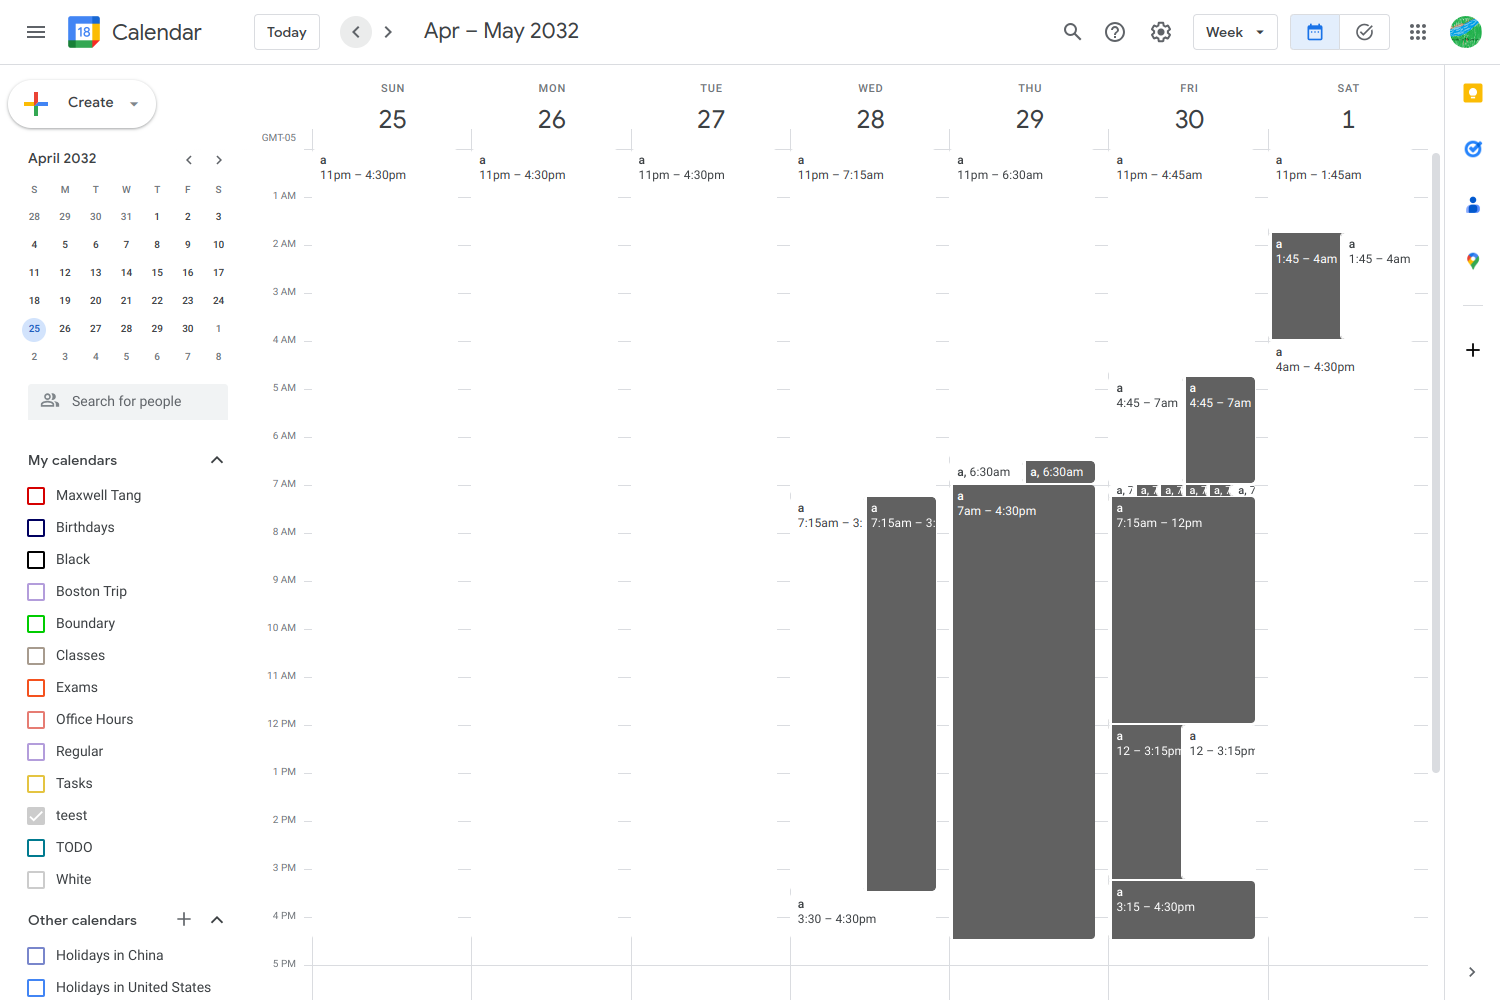 18 Calendar Today Apr – May 2032 Week
Create
SUN MON TUE WED THU FRI SAT
25 26 27 28 29 30 1
GMT-05
April 2032
S M T W T F S
28 29 30 31 1 2 3
4 5 6 7 8 9 10
11 12 13 14 15 16 17
18 19 20 21 22 23 24
25 26 27 28 29 30 1
2 3 4 5 6 7 8
Search for people
My calendars
Maxwell Tang
Birthdays
Black
Boston Trip
Boundary
Classes
Exams
Office Hours
Regular
Tasks
teest
TODO
White
Other calendars
Holidays in China
Holidays in United States
1 AM
2 AM
3 AM
4 AM
5 AM
6 AM
7 AM
8 AM
9 AM
10 AM
11 AM
12 PM
1 PM
2 PM
3 PM
4 PM
5 PM
a
11pm – 4:30pm
a
11pm – 4:30pm
a
11pm – 4:30pm
a
11pm – 7:15am
a
7:15am – 3:
a
7:15am – 3:
a
3:30 – 4:30pm
a
11pm – 6:30am
a, 6:30am
a, 6:30am
a
7am – 4:30pm
a
11pm – 4:45am
a
4:45 – 7am
a
4:45 – 7am
a, 7
a, 7
a, 7
a, 7
a, 7
a, 7
a
7:15am – 12pm
a
12 – 3:15pm
a
12 – 3:15pm
a
3:15 – 4:30pm
a
11pm – 1:45am
a
1:45 – 4am
a
1:45 – 4am
a
4am – 4:30pm